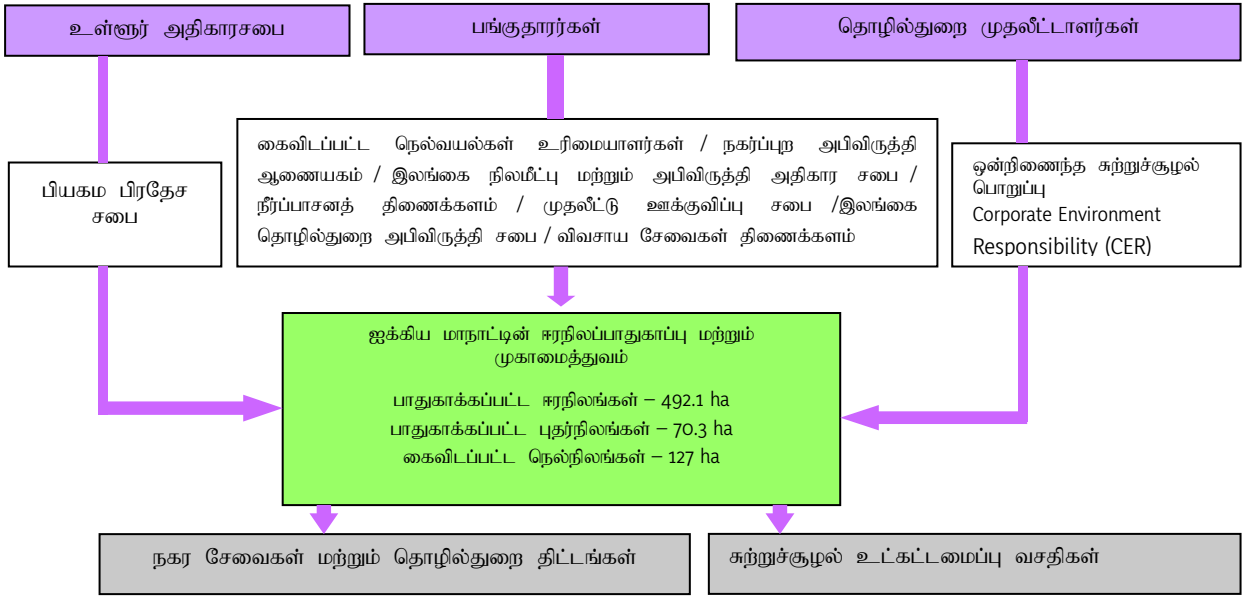 உள்ளூர் அதிகாரசபை
பங்குதாரர்கள்
தொழில்துறை முதலீட்டாளர்கள்
கைவிடப்பட்ட நெல்வயல்கள் உரிமையாளர்கள் / நகர்ப்புற அபிவிருத்தி
ஆணையகம் / இலங்கை நிலமீட்பு மற்றும் அபிவிருத்தி அதிகார சபை /
நீர்ப்பாசனத் திணைக்களம் / முதலீட்டு ஊக்குவிப்பு சபை /இலங்கை
தொழில்துறை அபிவிருத்தி சபை / விவசாய சேவைகள் திணைக்களம்
பியகம பிரதேச
சபை
ஒன்றிணைந்த சுற்றுச்சூழல்
பொறுப்பு
Corporate Environment
Responsibility (CER)
ஐக்கிய மாநாட்டின் ஈரநிலப்பாதுகாப்பு மற்றும்
முகாமைத்துவம்
பாதுகாக்கப்பட்ட ஈரநிலங்கள் – 492.1 ha
பாதுகாக்கப்பட்ட புதர்நிலங்கள் – 70.3 ha
கைவிடப்பட்ட நெல்நிலங்கள் – 127 ha
நகர சேவைகள் மற்றும் தொழில்துறை திட்டங்கள்
சுற்றுச்சூழல் உட்கட்டமைப்பு வசதிகள்